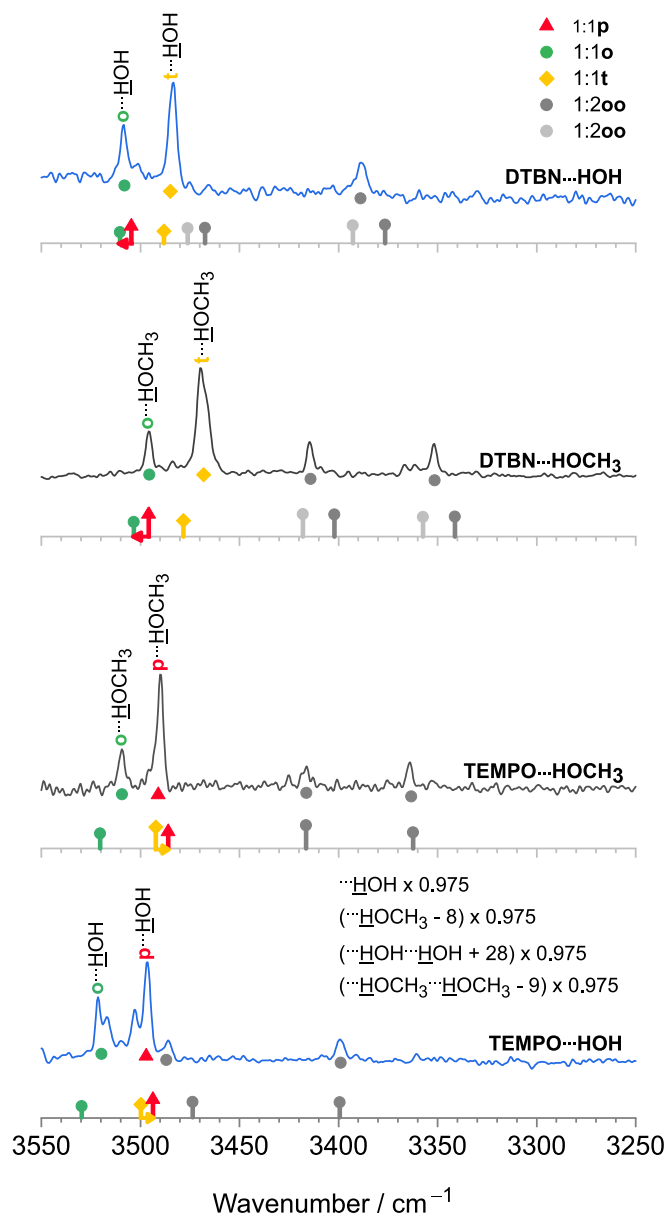 1:1p
1:1o
1:1t
1:2oo
1:2oo
o···HOH
t···HOH
DTBN···HOH
o···HOCH₃
t···HOCH₃
DTBN···HOCH₃
o···HOCH₃
p···HOCH₃
TEMPO···HOCH₃
···HOH x 0.975
(···HOCH₃ - 8) x 0.975
(···HOH···HOH + 28) x 0.975
(···HOCH₃···HOCH₃ - 9) x 0.975
o···HOH
p···HOH
TEMPO···HOH
3550 3500 3450 3400 3350 3300 3250
Wavenumber / cm⁻¹